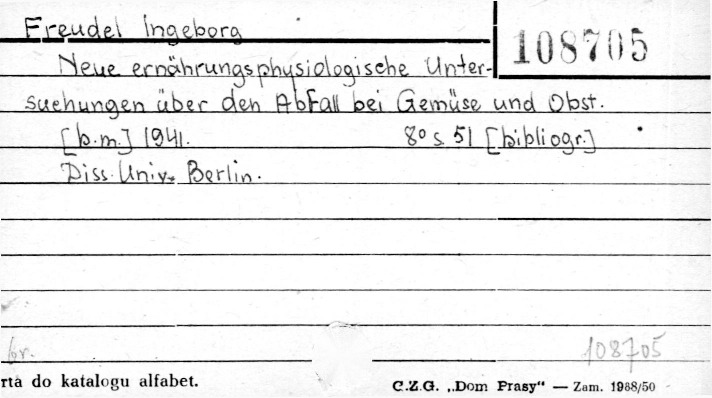 Freudel Ingeborg
108705
Neue ernährungsphysiologische Unter-
suchungen über den Abfall bei Gemüse und Obst.
[b.m.] 1941. 8° s. 51 [bibliogr.]
Diss. Univ. Berlin.
br. 108705
rta do katalogu alfabet. C.Z.G. „Dom Prasy“ — Zam. 1988/50